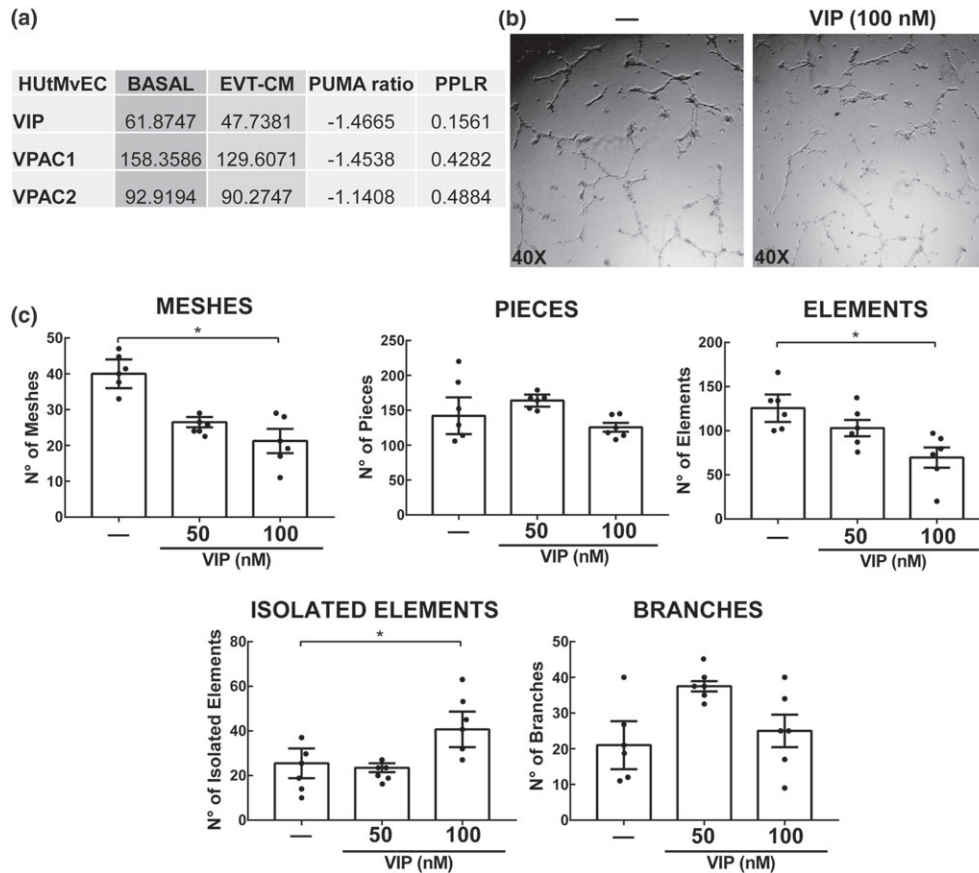 (a)
HUtMvEC BASAL EVT-CM PUMA ratio PPLR
VIP 61.8747 47.7381 -1.4665 0.1561
VPAC1 158.3586 129.6071 -1.4538 0.4282
VPAC2 92.9194 90.2747 -1.1408 0.4884
(b)
— VIP (100 nM)
40X 40X
(c)
MESHES
N° of Meshes
50
40
30
20
10
0
*
— 50 100
VIP (nM)
PIECES
N° of Pieces
250
200
150
100
50
0
— 50 100
VIP (nM)
ELEMENTS
N° of Elements
200
150
100
50
0
*
— 50 100
VIP (nM)
ISOLATED ELEMENTS
N° of Isolated Elements
80
60
40
20
0
*
— 50 100
VIP (nM)
BRANCHES
N° of Branches
50
40
30
20
10
0
— 50 100
VIP (nM)